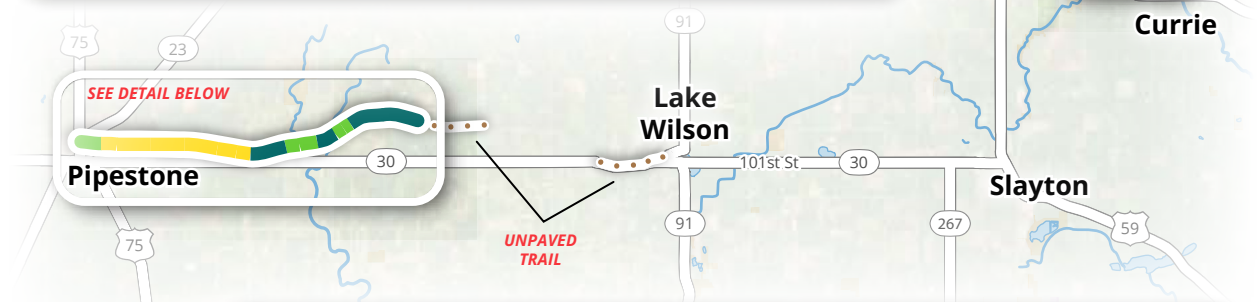 91
Currie
75
23
SEE DETAIL BELOW
Lake
Wilson
30
101st St
30
Pipestone
Slayton
91
267
59
75
UNPAVED
TRAIL